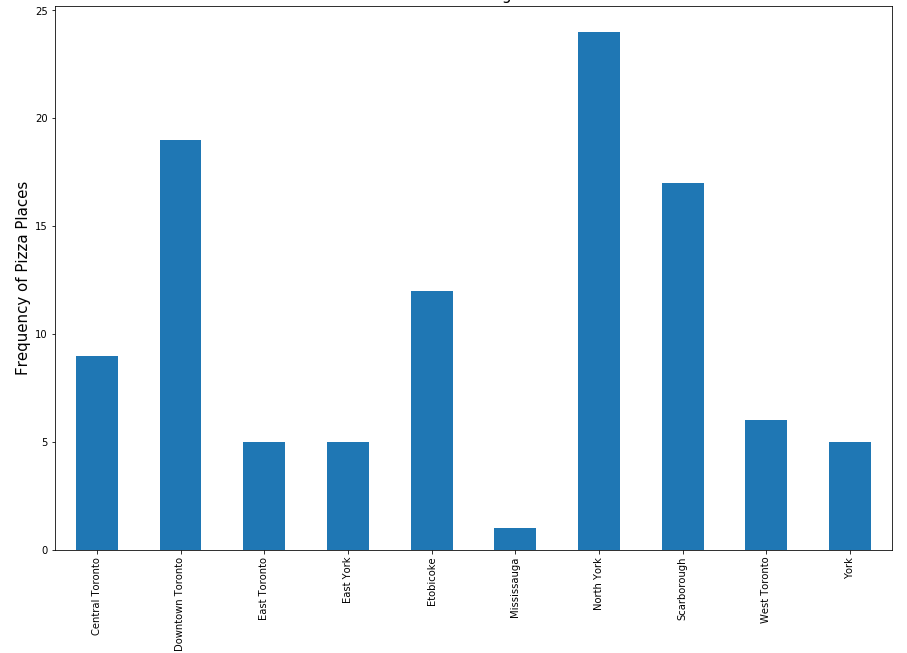 25
20
15
10
5
0
Frequency of Pizza Places
Central Toronto
Downtown Toronto
East Toronto
East York
Etobicoke
Mississauga
North York
Scarborough
West Toronto
York